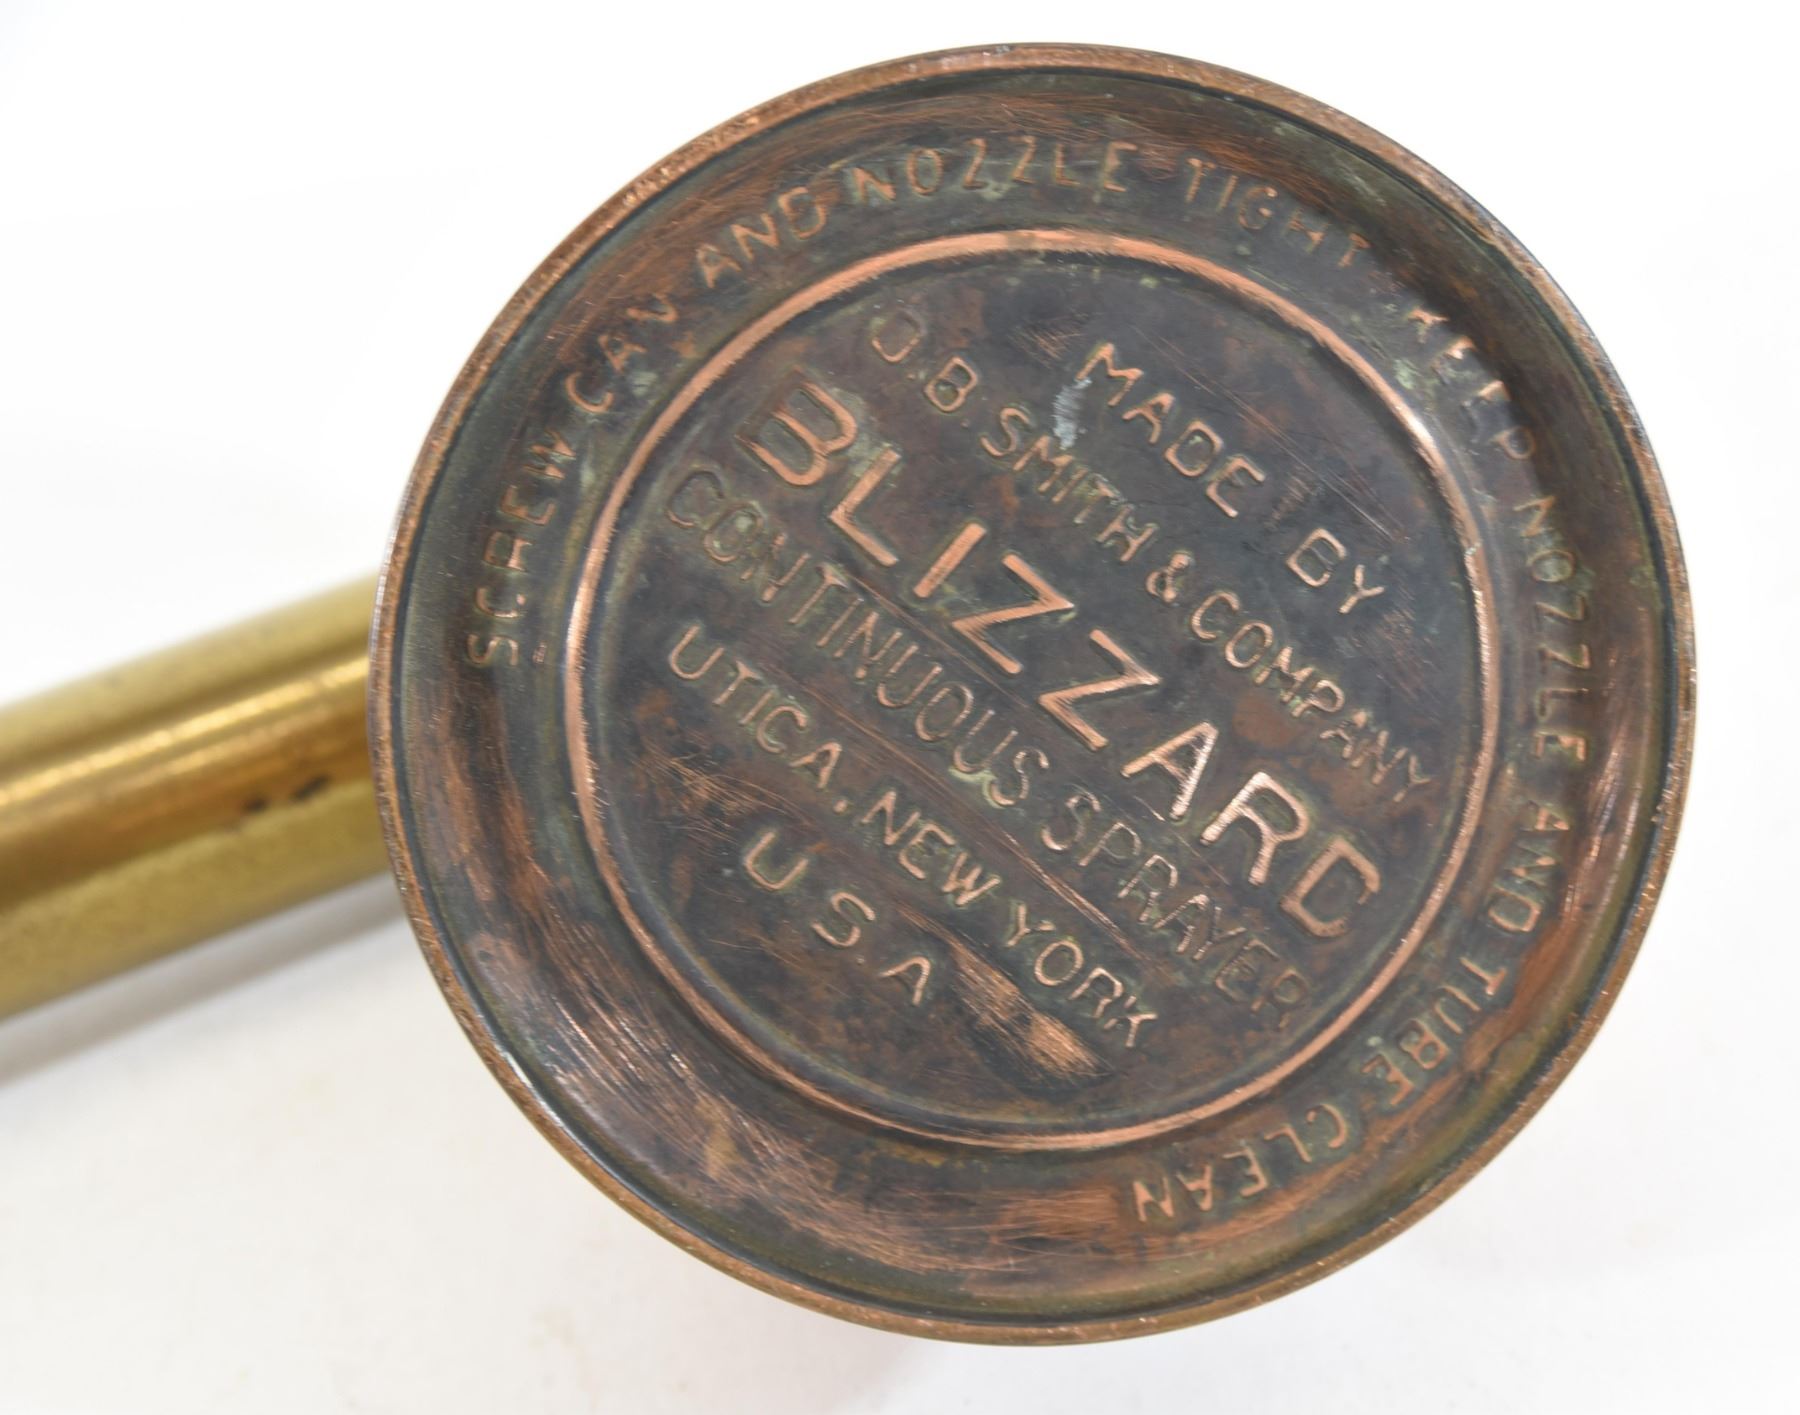 SCREW CAN AND NOZZLE TIGHT KEEP NOZZLE AND TUBE CLEAN
MADE BY
D.B. SMITH & COMPANY
BLIZZARD
CONTINUOUS SPRAYER
UTICA, NEW YORK
U.S.A